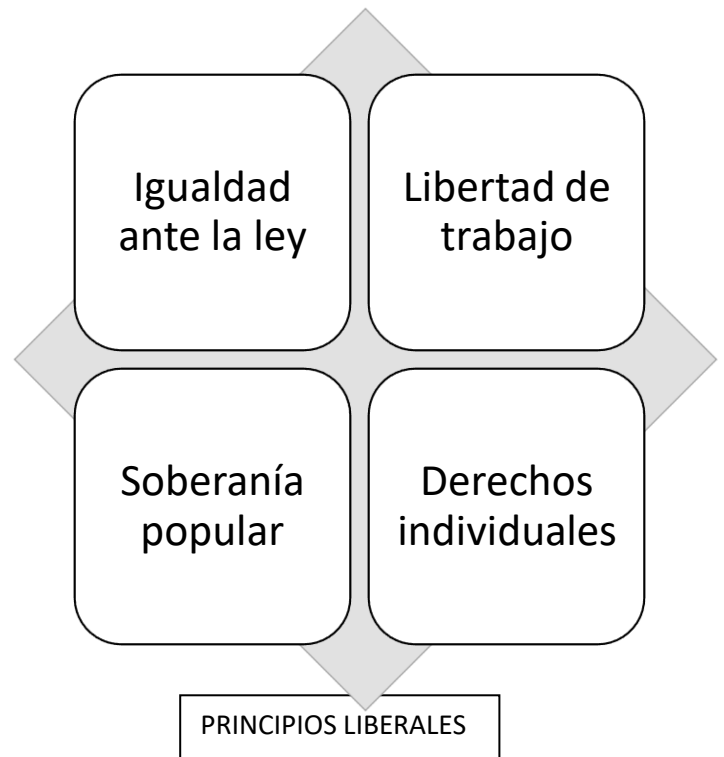 Igualdad
ante la ley
Libertad de
trabajo
Soberanía
popular
Derechos
individuales
PRINCIPIOS LIBERALES